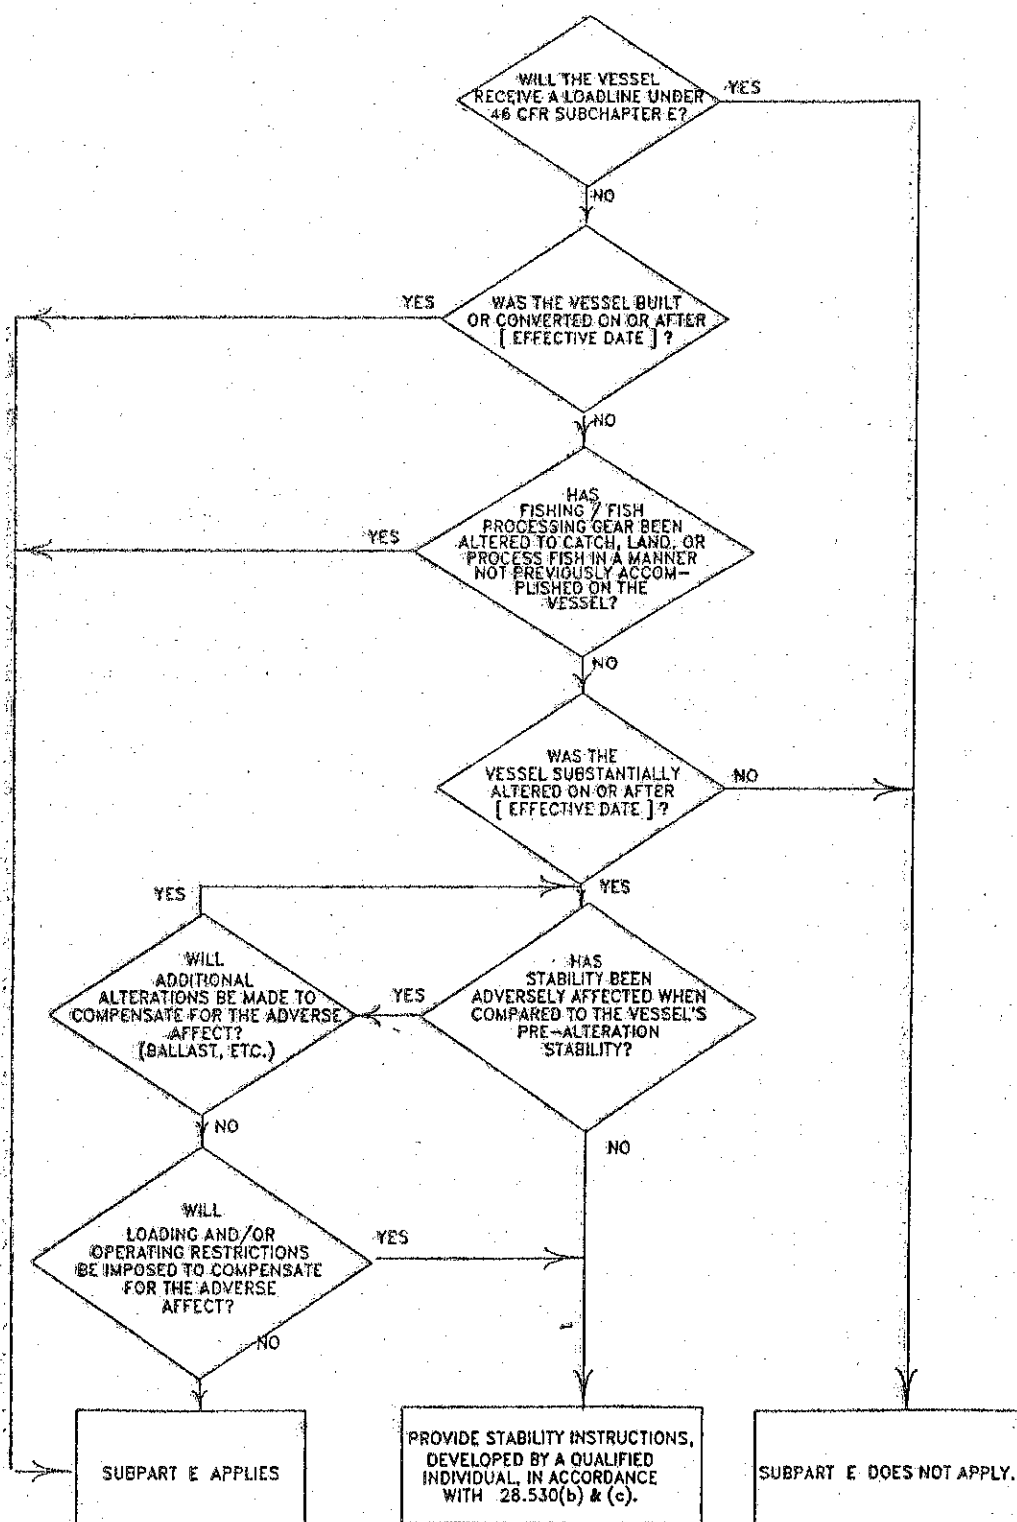 WILL THE VESSEL
RECEIVE A LOADLINE UNDER
46 CFR SUBCHAPTER E?
YES
NO
WAS THE VESSEL BUILT
OR CONVERTED ON OR AFTER
[ EFFECTIVE DATE ] ?
YES
NO
HAS
FISHING / FISH
PROCESSING GEAR BEEN
ALTERED TO CATCH, LAND, OR
PROCESS FISH IN A MANNER
NOT PREVIOUSLY ACCOM-
PLISHED ON THE
VESSEL?
YES
NO
WAS THE
VESSEL SUBSTANTIALLY
ALTERED ON OR AFTER
[ EFFECTIVE DATE ] ?
NO
YES
HAS
STABILITY BEEN
ADVERSELY AFFECTED WHEN
COMPARED TO THE VESSEL'S
PRE-ALTERATION
STABILITY?
YES
NO
YES
WILL
ADDITIONAL
ALTERATIONS BE MADE TO
COMPENSATE FOR THE ADVERSE
AFFECT?
(BALLAST, ETC.)
NO
WILL
LOADING AND/OR
OPERATING RESTRICTIONS
BE IMPOSED TO COMPENSATE
FOR THE ADVERSE
AFFECT?
YES
NO
SUBPART E APPLIES
PROVIDE STABILITY INSTRUCTIONS,
DEVELOPED BY A QUALIFIED
INDIVIDUAL, IN ACCORDANCE
WITH 28.530(b) & (c).
SUBPART E DOES NOT APPLY.